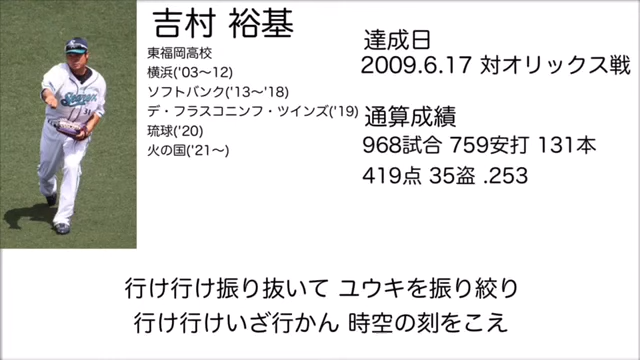 吉村 裕基
東福岡高校
横浜('03〜12)
ソフトバンク('13〜'18)
デ・フラスコニンフ・ツインズ('19)
琉球('20)
火の国('21〜)
達成日
2009.6.17 対オリックス戦
通算成績
968試合 759安打 131本
419点 35盗 .253
行け行け振り抜いて ユウキを振り絞り
行け行けいざ行かん 時空の刻をこえ